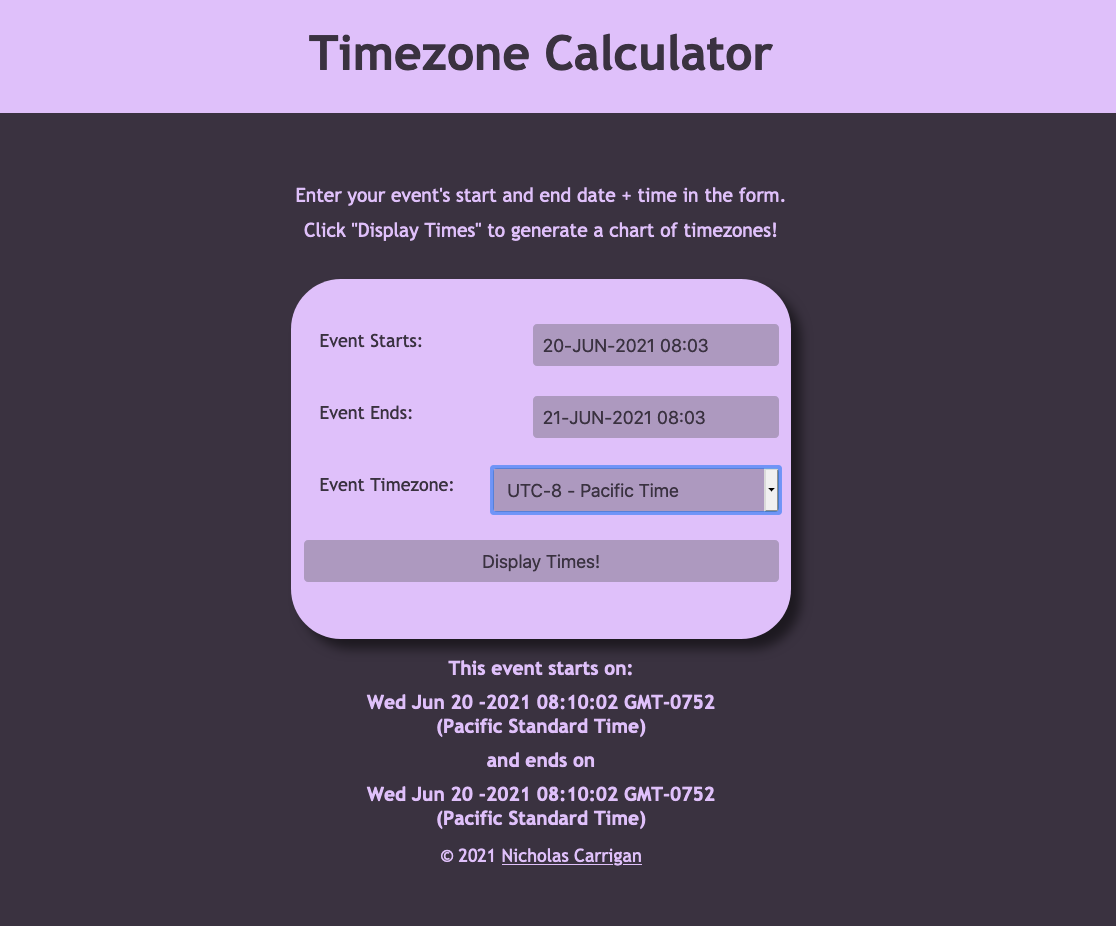 Timezone Calculator
Enter your event's start and end date + time in the form.
Click "Display Times" to generate a chart of timezones!
Event Starts:
20-JUN-2021 08:03
Event Ends:
21-JUN-2021 08:03
Event Timezone:
UTC-8 - Pacific Time
Display Times!
This event starts on:
Wed Jun 20 -2021 08:10:02 GMT-0752
(Pacific Standard Time)
and ends on
Wed Jun 20 -2021 08:10:02 GMT-0752
(Pacific Standard Time)
© 2021 Nicholas Carrigan